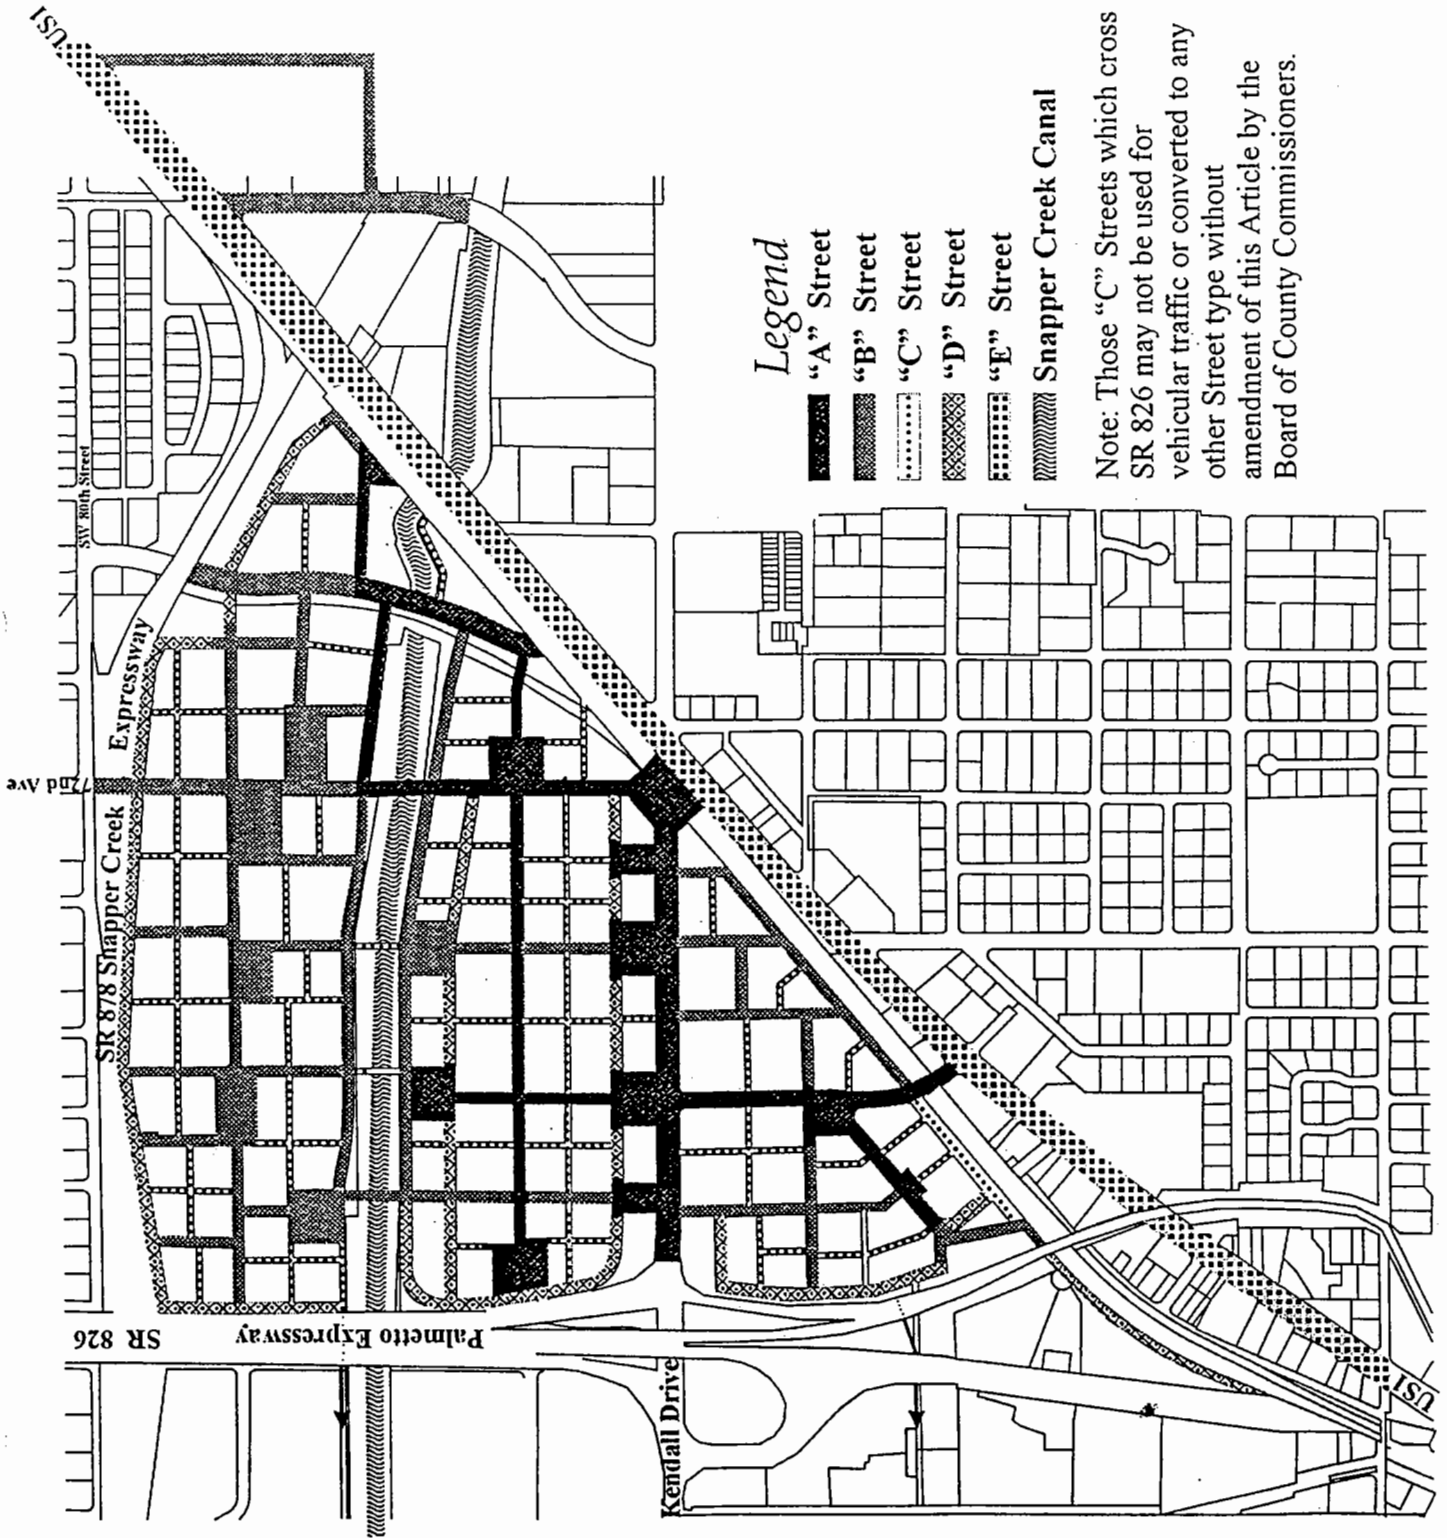 US1
SW 80th Street
SR 878 Snapper Creek Expressway
72nd Ave
SR 826
Palmetto Expressway
Kendall Drive
US1
Legend
“A” Street
“B” Street
“C” Street
“D” Street
“E” Street
Snapper Creek Canal
Note: Those “C” Streets which cross
SR 826 may not be used for
vehicular traffic or converted to any
other Street type without
amendment of this Article by the
Board of County Commissioners.